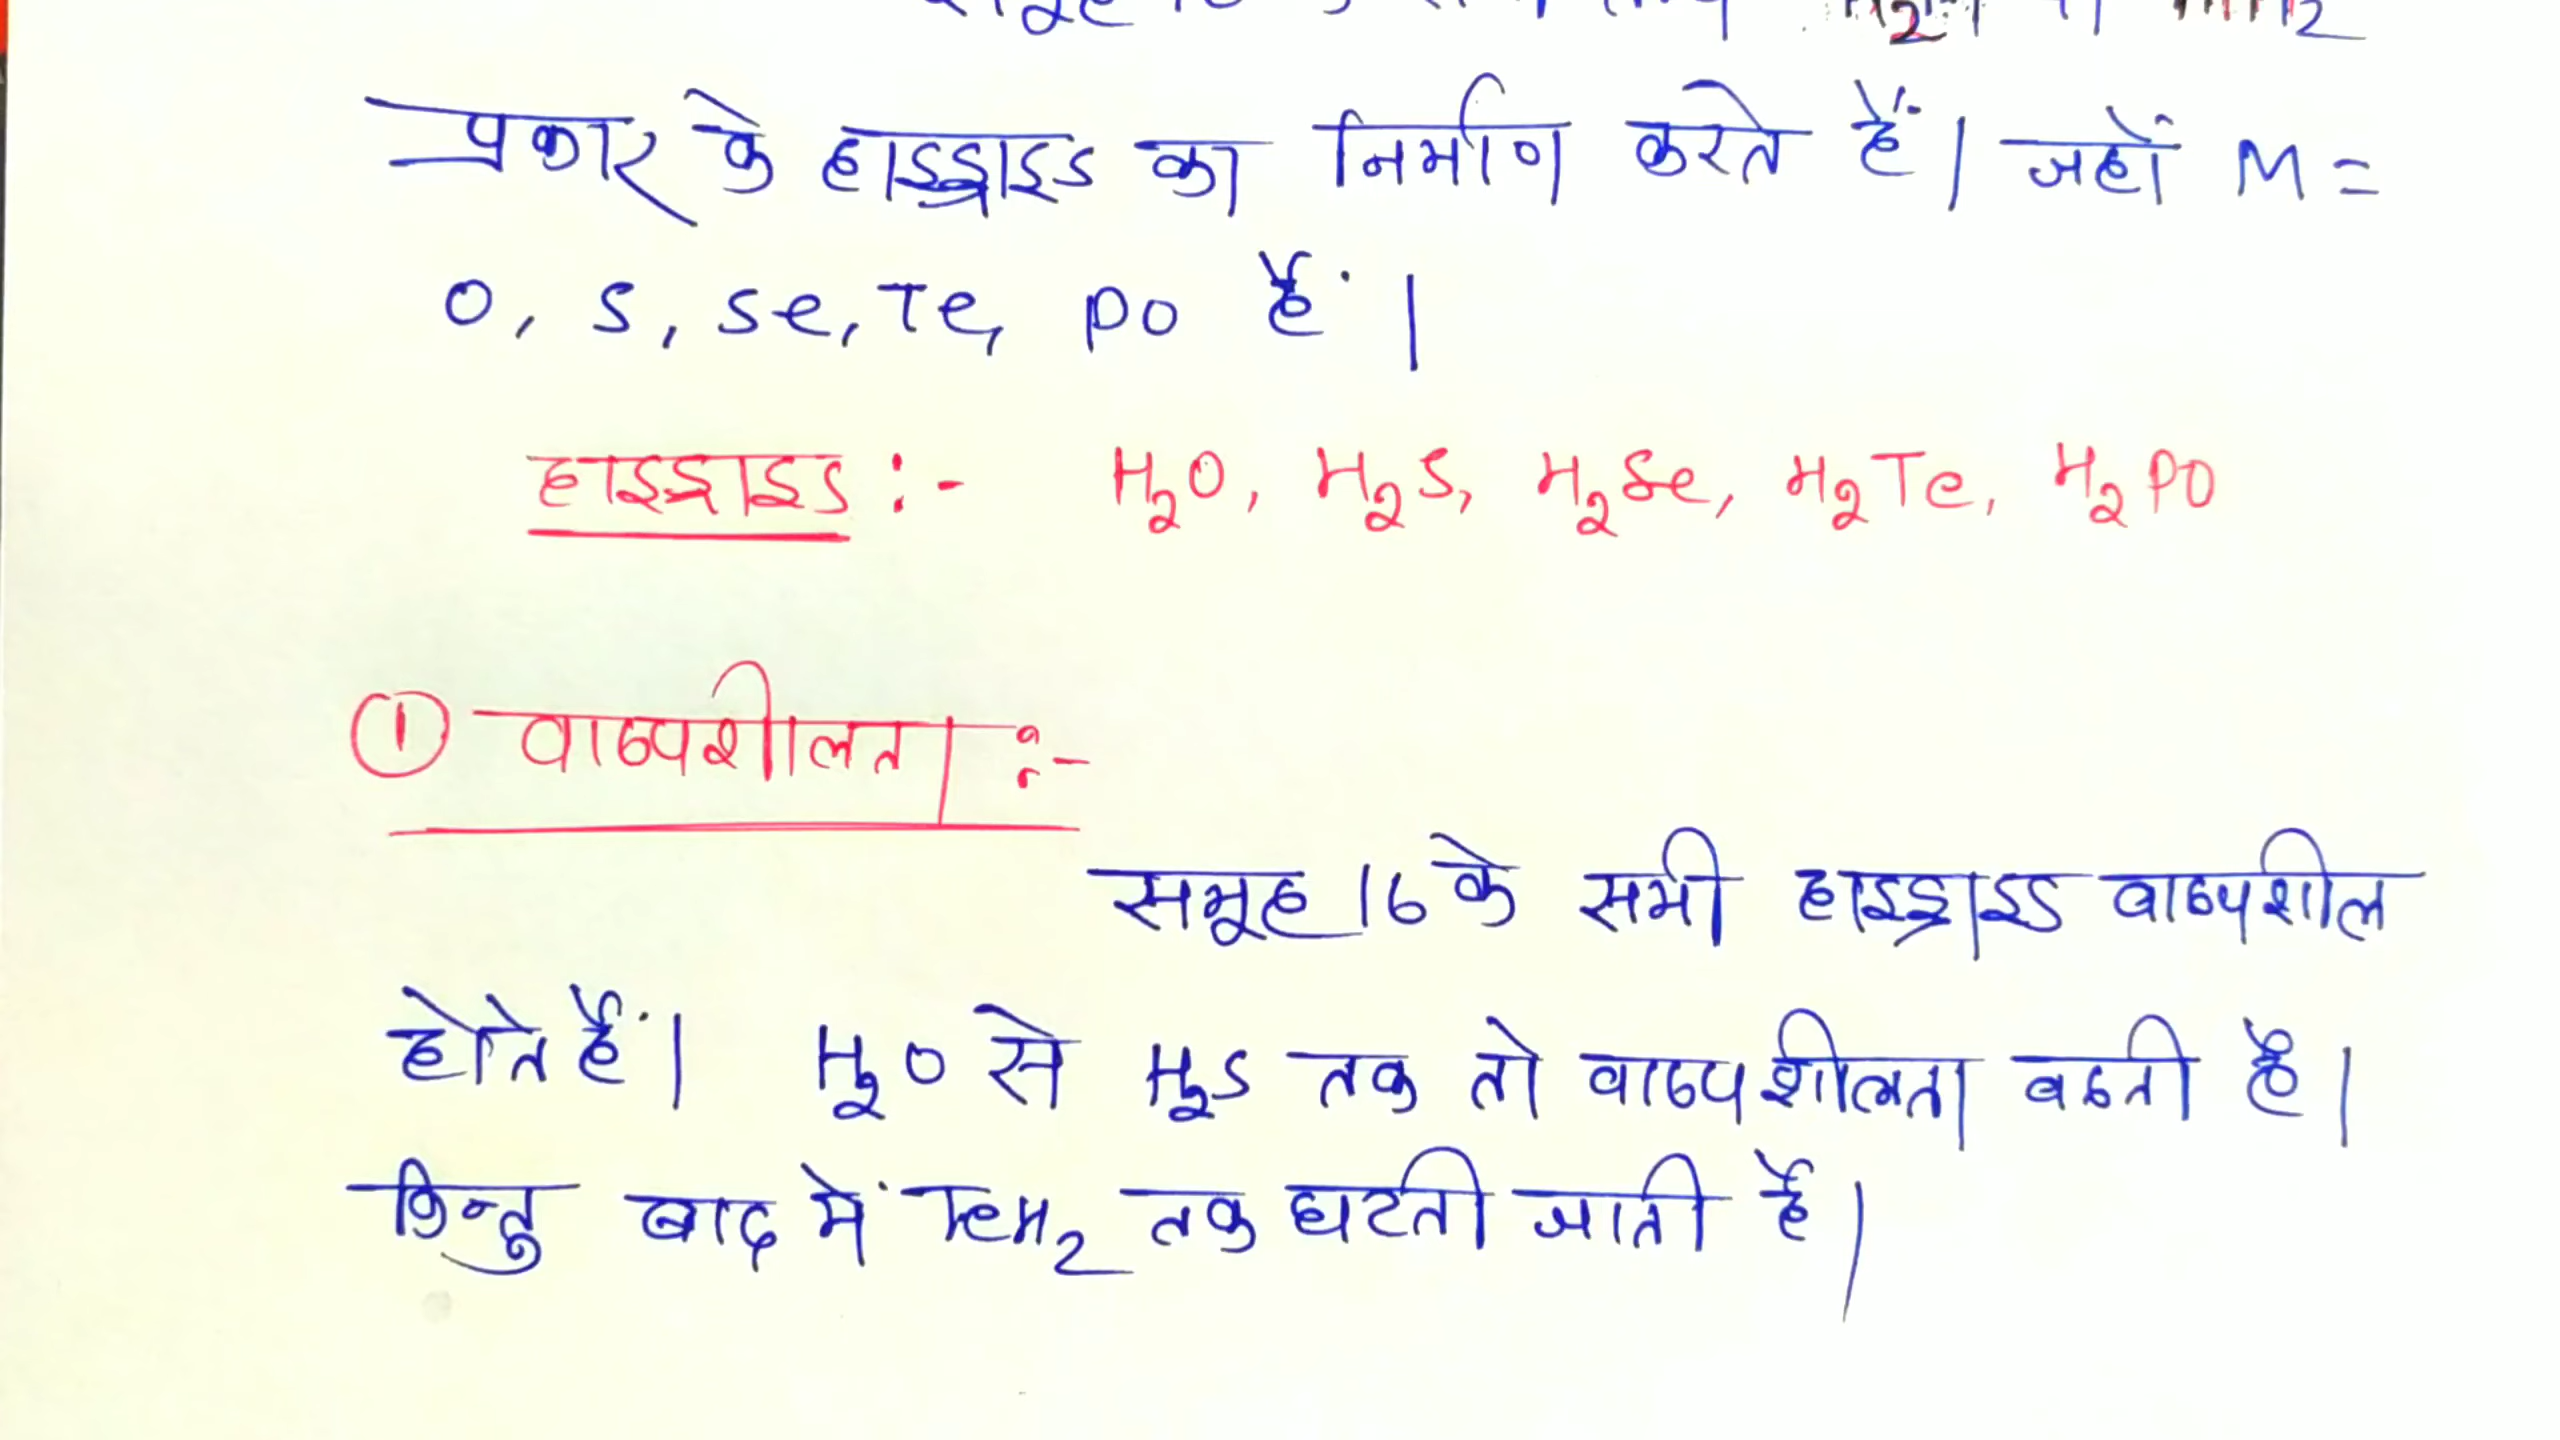 प्रकार के हाइड्राइड का निर्माण करते हैं। जहाँ M =
O, S, Se, Te, Po हैं।
हाइड्राइड :- H₂O, H₂S, H₂Se, H₂Te, H₂Po
① वाष्पशीलता :-
समूह 16 के सभी हाइड्राइड वाष्पशील
होते हैं। H₂O से H₂S तक तो वाष्पशीलता बढती है।
किन्तु बाद में TeH₂ तक घटती जाती है।